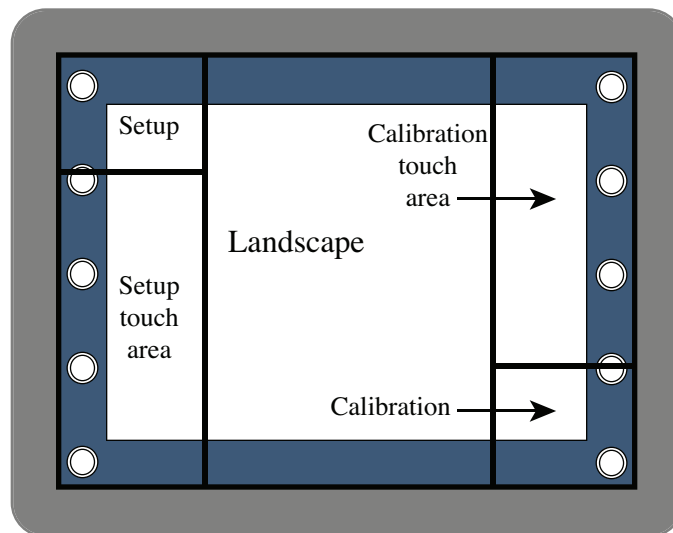 Setup
Calibration
touch
area
Landscape
Setup
touch
area
Calibration